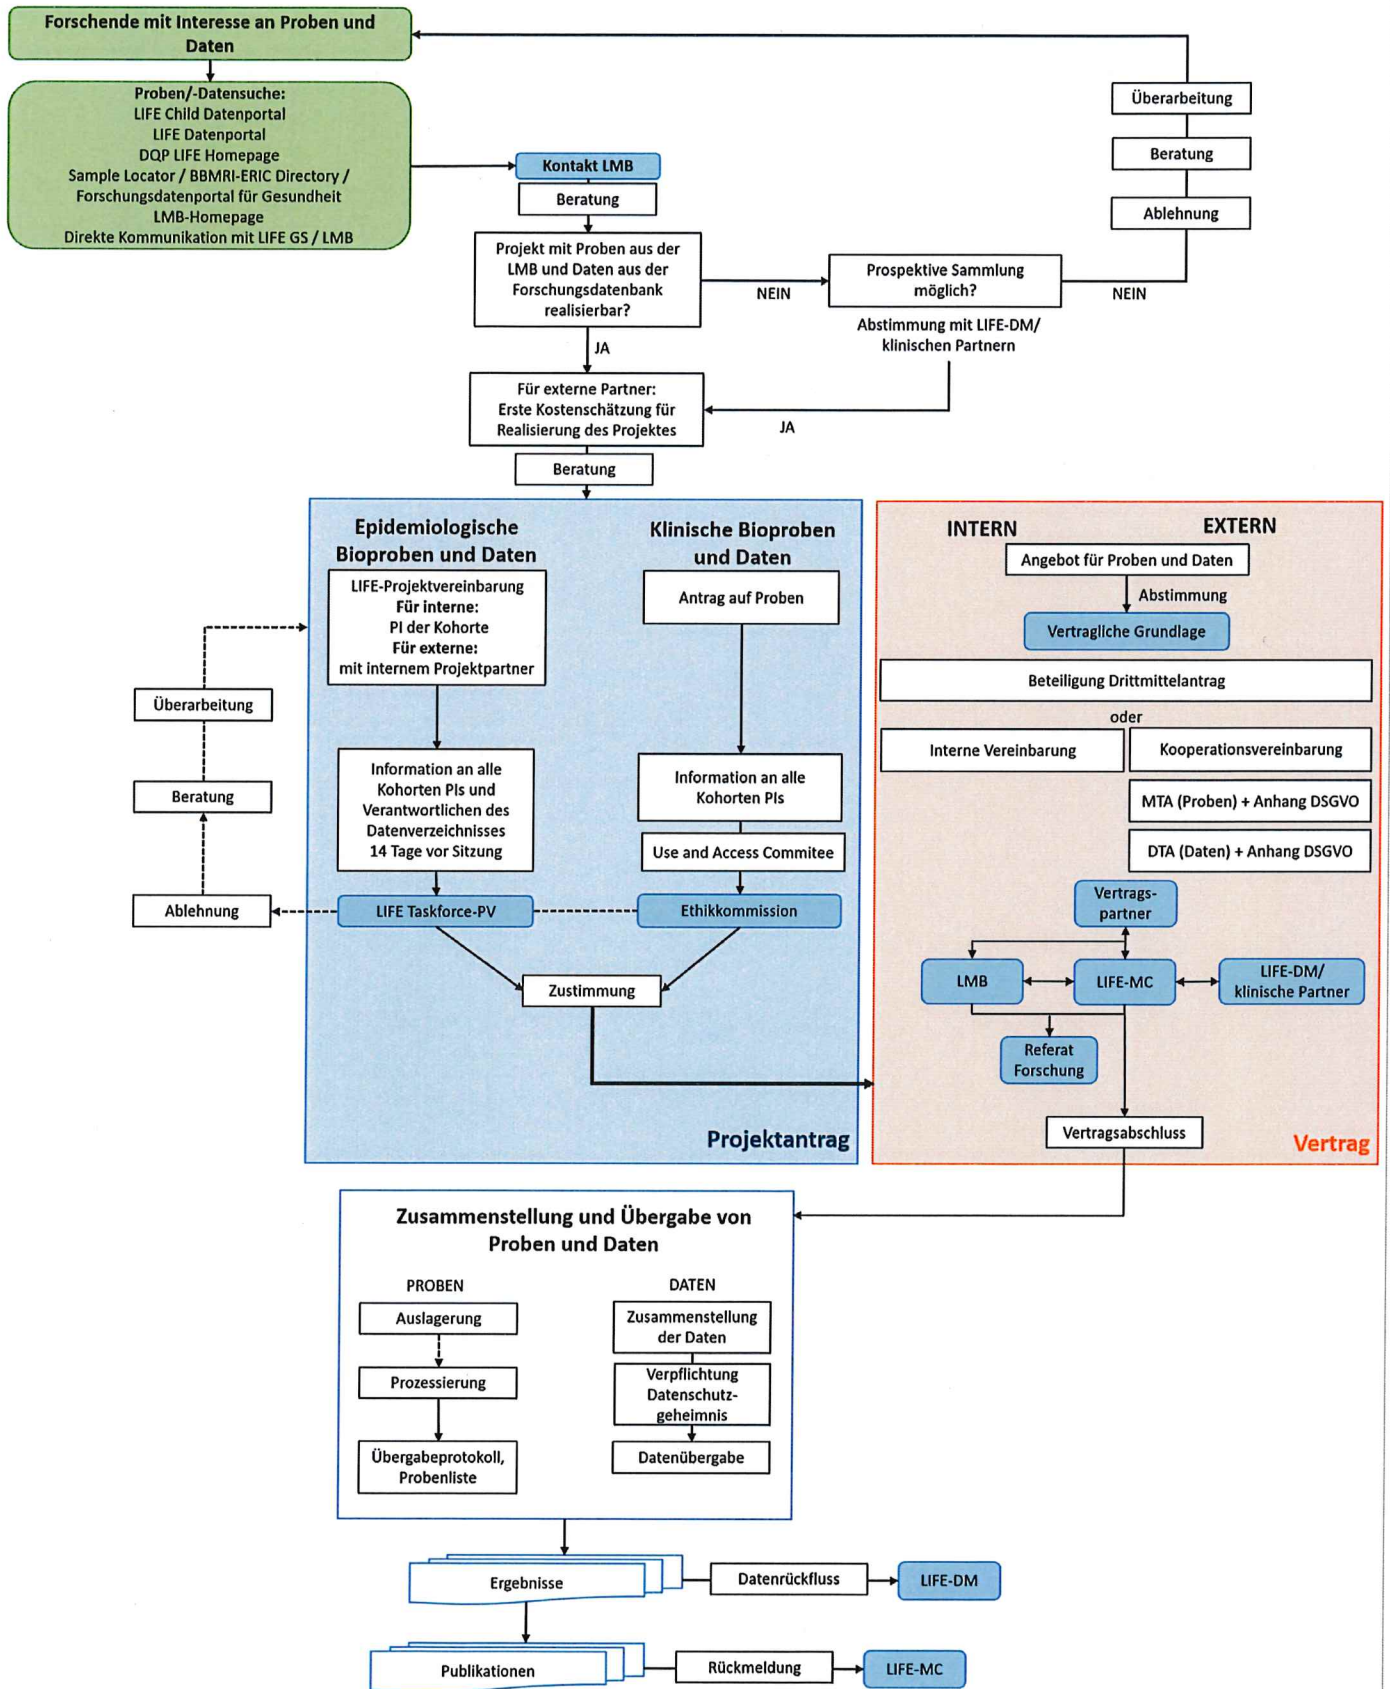 Forschende mit Interesse an Proben und
Daten
Proben/-Datensuche:
LIFE Child Datenportal
LIFE Datenportal
DQP LIFE Homepage
Sample Locator / BBMRI-ERIC Directory /
Forschungsdatenportal für Gesundheit
LMB-Homepage
Direkte Kommunikation mit LIFE GS / LMB
Kontakt LMB
Beratung
Projekt mit Proben aus der
LMB und Daten aus der
Forschungsdatenbank
realisierbar?
NEIN
Prospektive Sammlung
möglich?
NEIN
Überarbeitung
Beratung
Ablehnung
Abstimmung mit LIFE-DM/
klinischen Partnern
JA
Für externe Partner:
Erste Kostenschätzung für
Realisierung des Projektes
JA
Beratung
Epidemiologische
Bioproben und Daten
LIFE-Projektvereinbarung
Für interne:
PI der Kohorte
Für externe:
mit internem Projektpartner
Information an alle
Kohorten PIs und
Verantwortlichen des
Datenverzeichnisses
14 Tage vor Sitzung
LIFE Taskforce-PV
Klinische Bioproben
und Daten
Antrag auf Proben
Information an alle
Kohorten PIs
Use and Access Commitee
Ethikkommission
Zustimmung
Projektantrag
Überarbeitung
Beratung
Ablehnung
INTERN
EXTERN
Angebot für Proben und Daten
Abstimmung
Vertragliche Grundlage
Beteiligung Drittmittelantrag
oder
Interne Vereinbarung
Kooperationsvereinbarung
MTA (Proben) + Anhang DSGVO
DTA (Daten) + Anhang DSGVO
Vertrags-
partner
LMB
LIFE-MC
LIFE-DM/
klinische Partner
Referat
Forschung
Vertragsabschluss
Vertrag
Zusammenstellung und Übergabe von
Proben und Daten
PROBEN
Auslagerung
Prozessierung
Übergabeprotokoll,
Probenliste
DATEN
Zusammenstellung
der Daten
Verpflichtung
Datenschutz-
geheimnis
Datenübergabe
Ergebnisse
Datenrückfluss
LIFE-DM
Publikationen
Rückmeldung
LIFE-MC